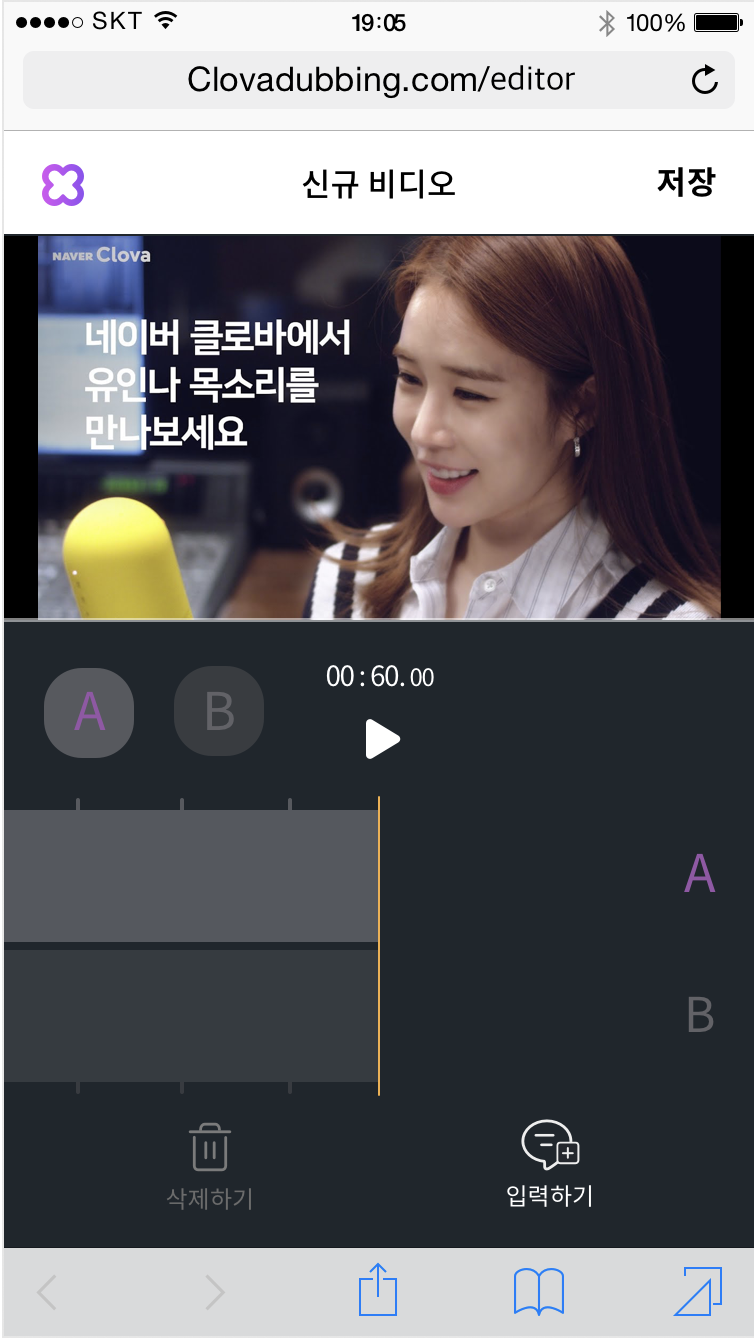 SKT 19:05 100%
Clovadubbing.com/editor
신규 비디오 저장
NAVER Clova
네이버 클로바에서
유인나 목소리를
만나보세요
A B 00:60.00
A
B
삭제하기 입력하기